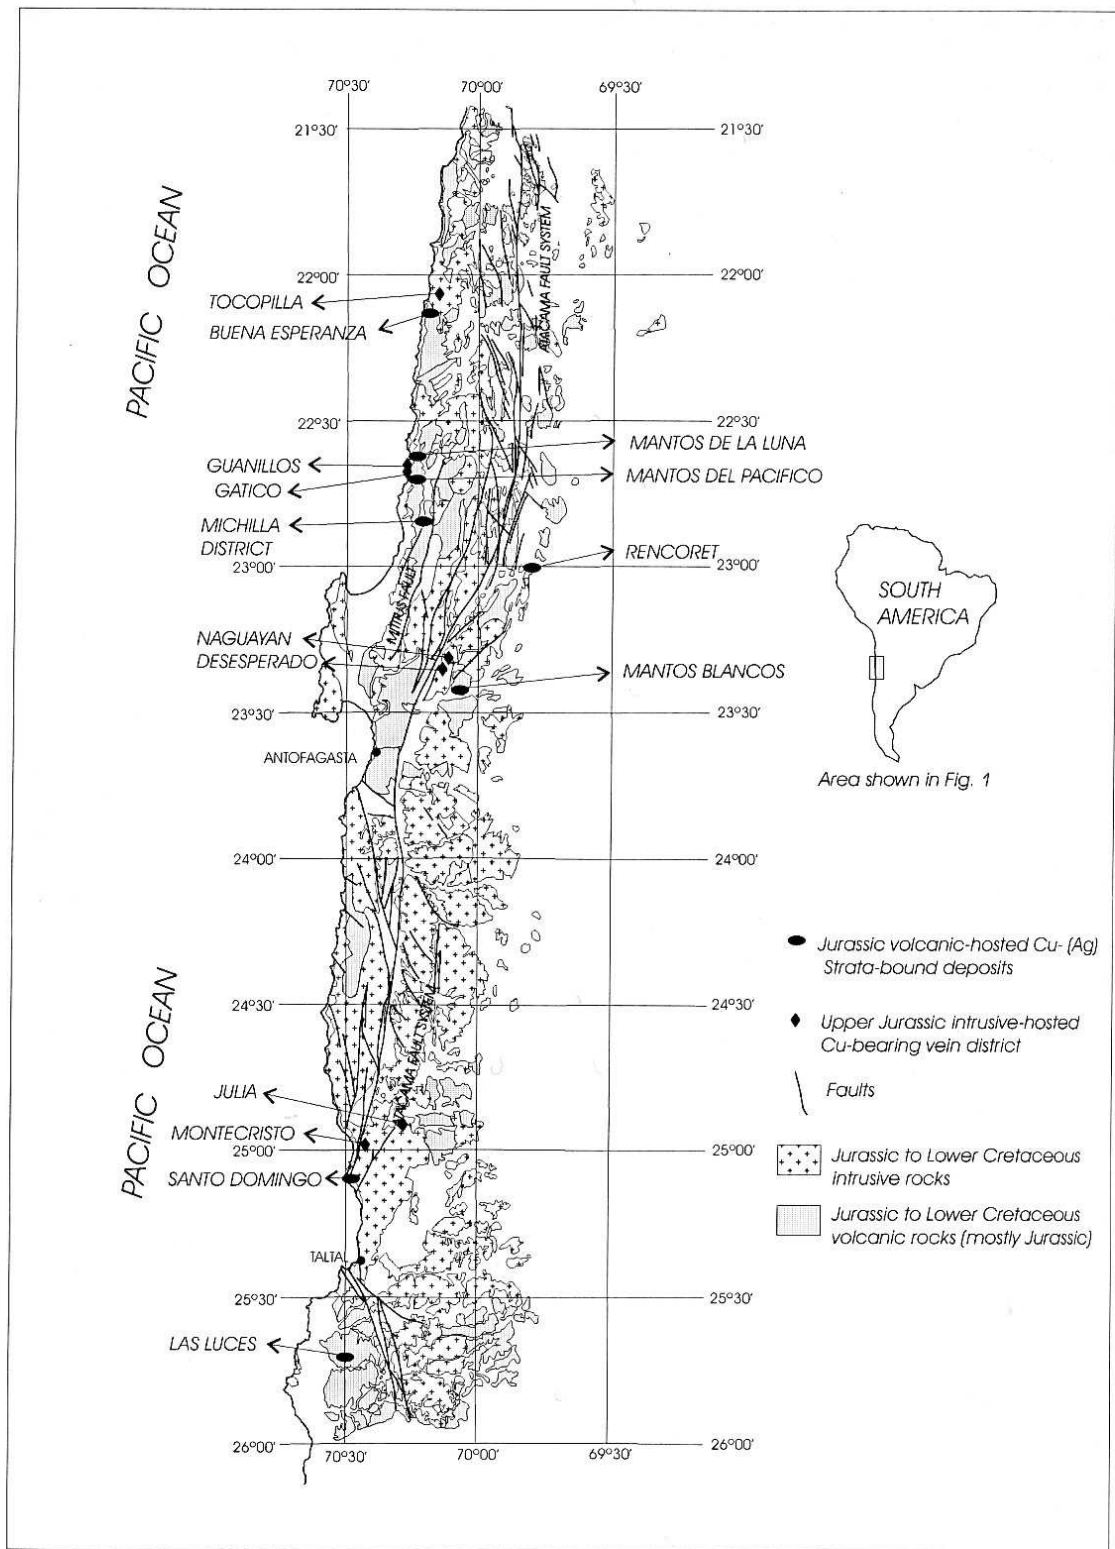 70°30'
70°00'
69°30'
21°30'
21°30'
PACIFIC OCEAN
ATACAMA FAULT SYSTEM
22°00'
22°00'
TOCOPILLA
BUENA ESPERANZA
22°30'
22°30'
MANTOS DE LA LUNA
GUANILLOS
MANTOS DEL PACIFICO
GATICO
MICHILLA
DISTRICT
RENCORET
23°00'
23°00'
SOUTH
AMERICA
MITITUS FAULT
NAGUAYAN
DESESPERADO
MANTOS BLANCOS
23°30'
23°30'
ANTOFAGASTA
Area shown in Fig. 1
24°00'
24°00'
Jurassic volcanic-hosted Cu- (Ag)
Strata-bound deposits
PACIFIC OCEAN
24°30'
24°30'
ATACAMA FAULT SYSTEM
Upper Jurassic intrusive-hosted
Cu-bearing vein district
JULIA
Faults
MONTECRISTO
25°00'
25°00'
Jurassic to Lower Cretaceous
intrusive rocks
SANTO DOMINGO
Jurassic to Lower Cretaceous
volcanic rocks (mostly Jurassic)
TALTA
25°30'
25°30'
LAS LUCES
26°00'
26°00'
70°30'
70°00'
69°30'